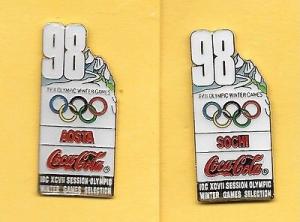 98
XVIII OLYMPIC WINTER GAMES
AOSTA
Coca-Cola
IOC XCVII SESSION OLYMPIC
WINTER GAMES SELECTION
98
XVIII OLYMPIC WINTER GAMES
SOCHI
Coca-Cola
IOC XCVII SESSION OLYMPIC
WINTER GAMES SELECTION